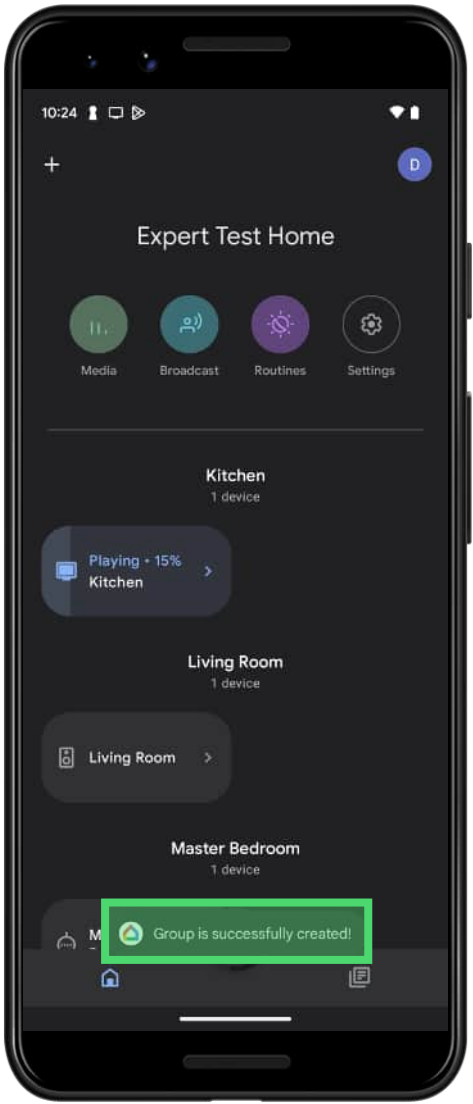 10:24
D
Expert Test Home
Media
Broadcast
Routines
Settings
Kitchen
1 device
Playing • 15%
Kitchen
Living Room
1 device
Living Room
Master Bedroom
1 device
M
Group is successfully created!